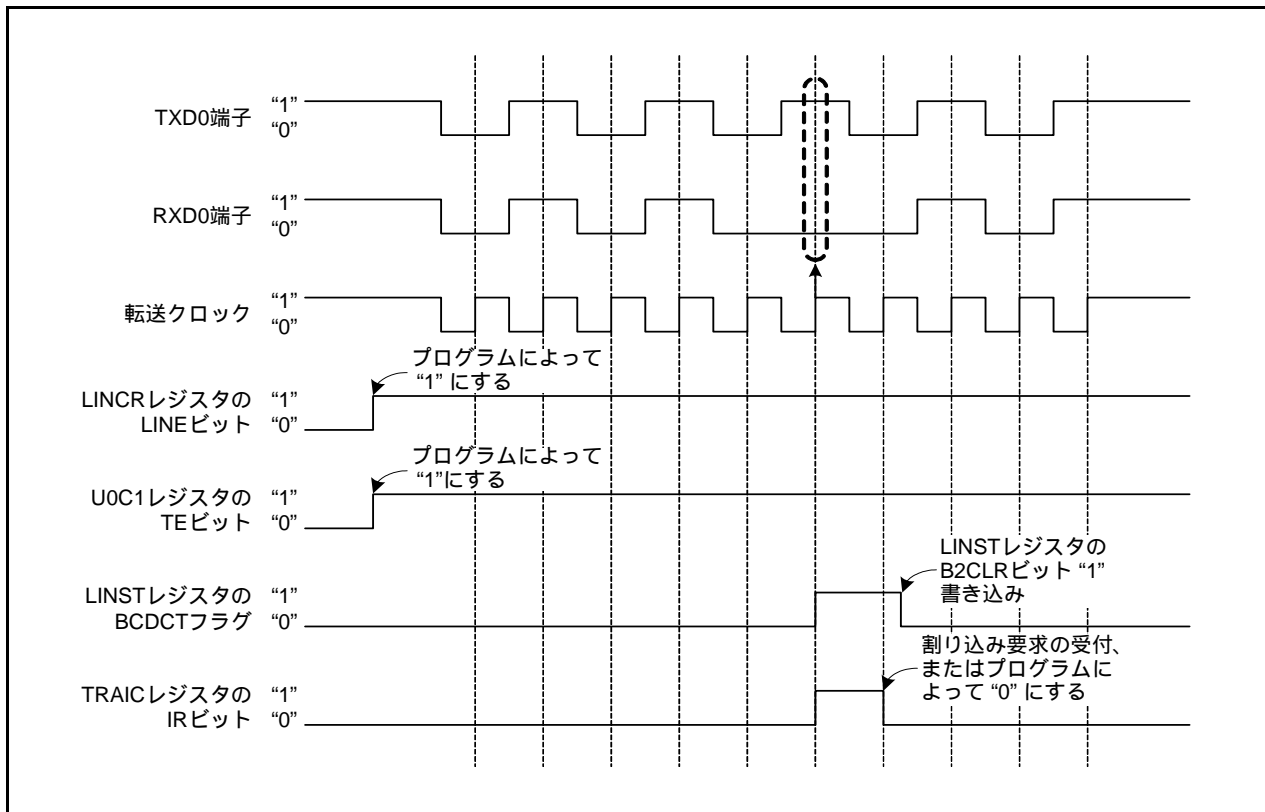 TXD0端子 “1”
“0”
RXD0端子 “1”
“0”
転送クロック “1”
“0”
プログラムによって
“1” にする
LINCRレジスタの “1”
LINEビット “0”
プログラムによって
“1”にする
U0C1レジスタの “1”
TEビット “0”
LINSTレジスタの
B2CLRビット “1”
書き込み
LINSTレジスタの “1”
BCDCTフラグ “0”
割り込み要求の受付、
またはプログラムに
よって “0” にする
TRAICレジスタの “1”
IRビット “0”